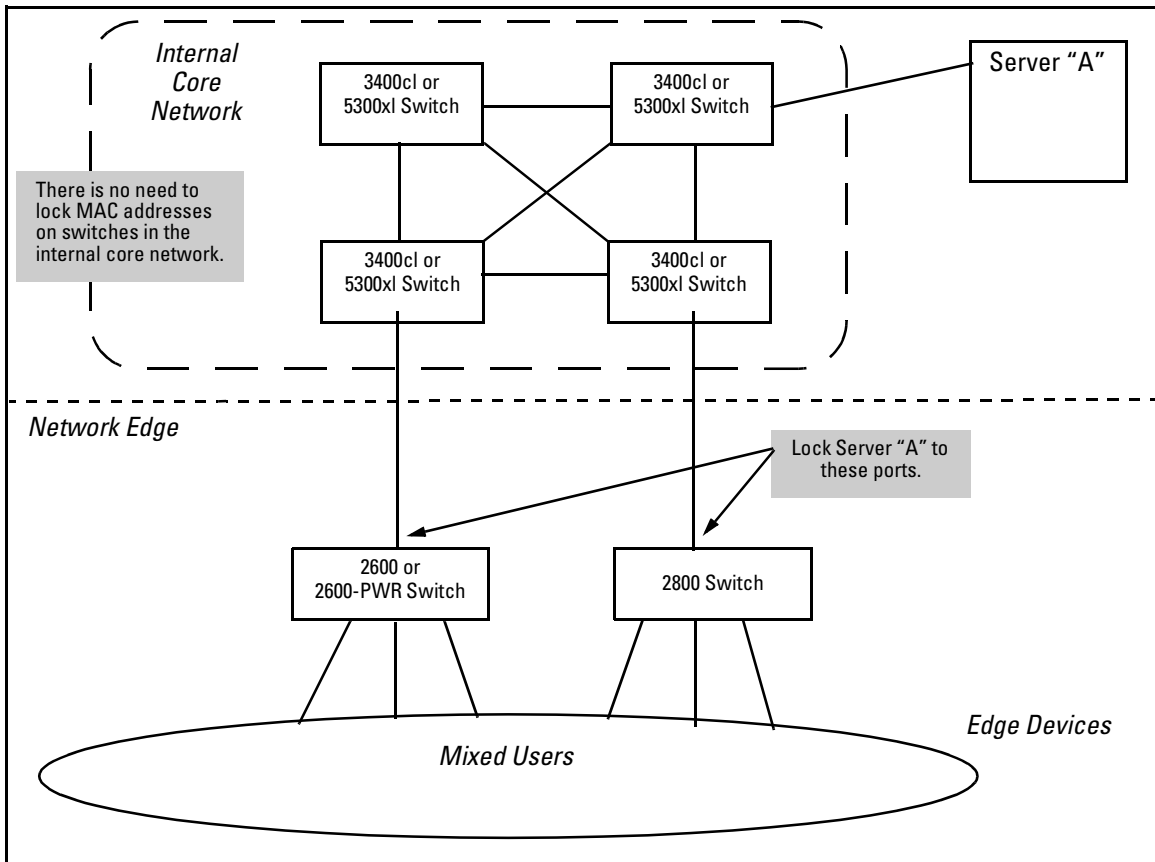 Internal
Core
Network
3400cl or
5300xl Switch
3400cl or
5300xl Switch
Server “A”
There is no need to
lock MAC addresses
on switches in the
internal core network.
3400cl or
5300xl Switch
3400cl or
5300xl Switch
Network Edge
Lock Server “A” to
these ports.
2600 or
2600-PWR Switch
2800 Switch
Edge Devices
Mixed Users